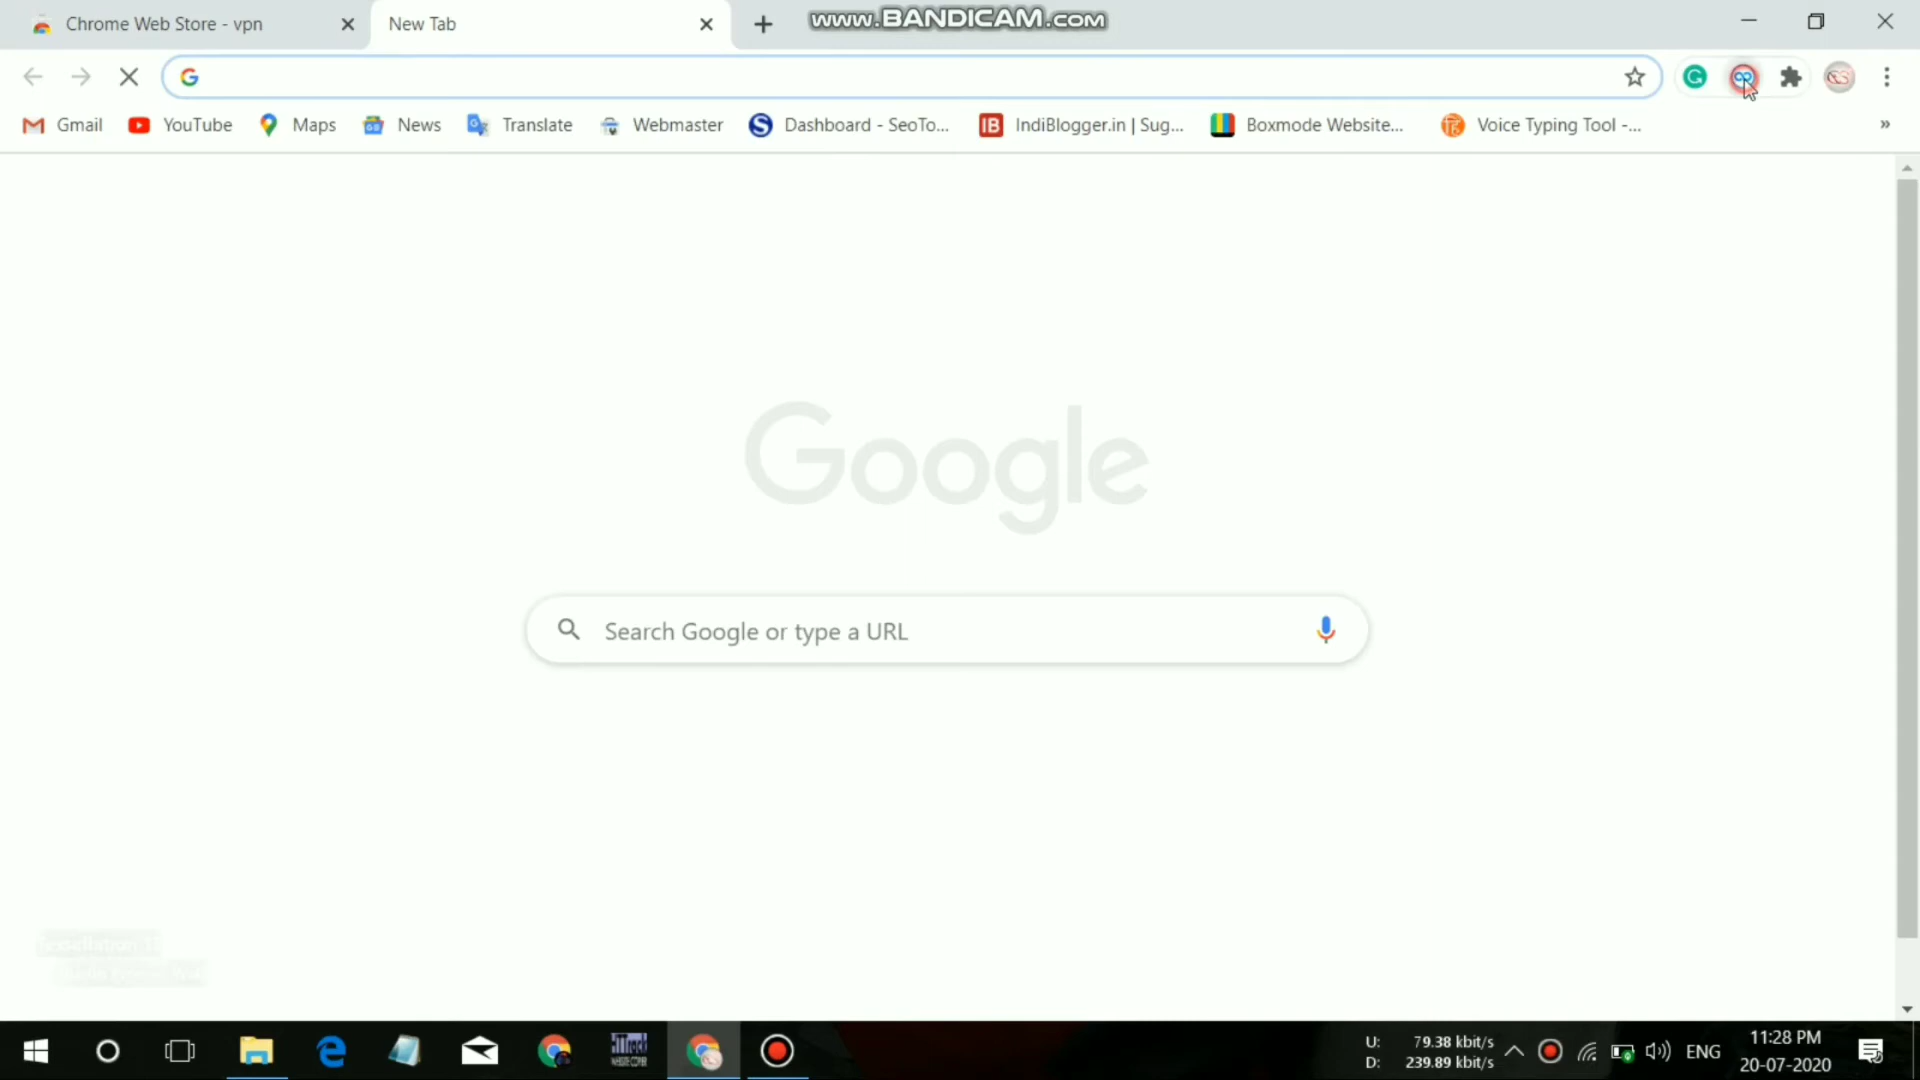 Chrome Web Store - vpn
New Tab
www.BANDICAM.com
Gmail
YouTube
Maps
News
Translate
Webmaster
Dashboard - SeoTo...
IndiBlogger.in | Sug...
Boxmode Website...
Voice Typing Tool -...
»
Google
Search Google or type a URL
U: 79.38 kbit/s
D: 239.89 kbit/s
ENG
11:28 PM
20-07-2020